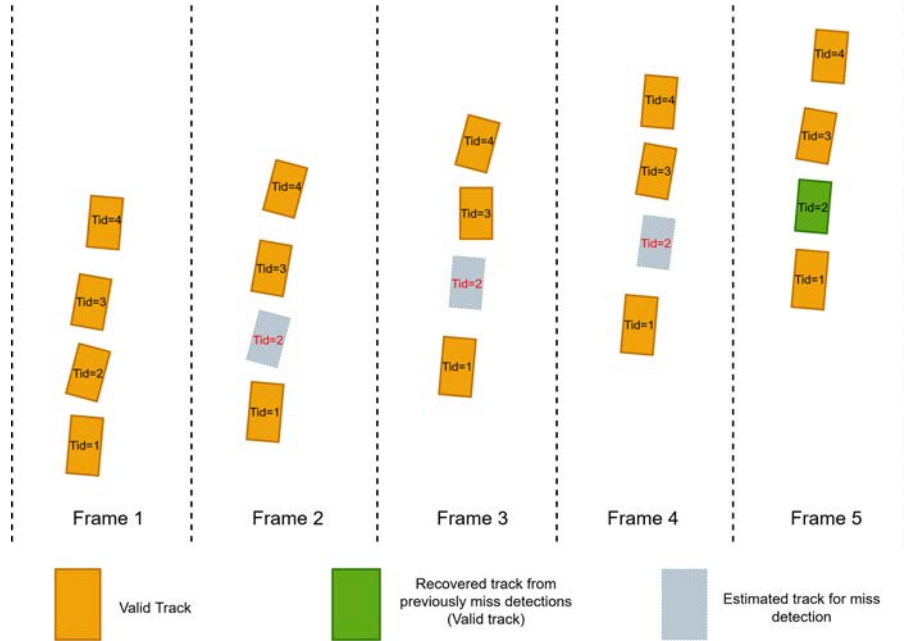 Tid=4
Tid=3
Tid=2
Tid=1
Frame 1
Tid=4
Tid=3
Tid=2
Tid=1
Frame 2
Tid=4
Tid=3
Tid=2
Tid=1
Frame 3
Tid=4
Tid=3
Tid=2
Tid=1
Frame 4
Tid=4
Tid=3
Tid=2
Tid=1
Frame 5
Valid Track
Recovered track from
previously miss detections
(Valid track)
Estimated track for miss
detection